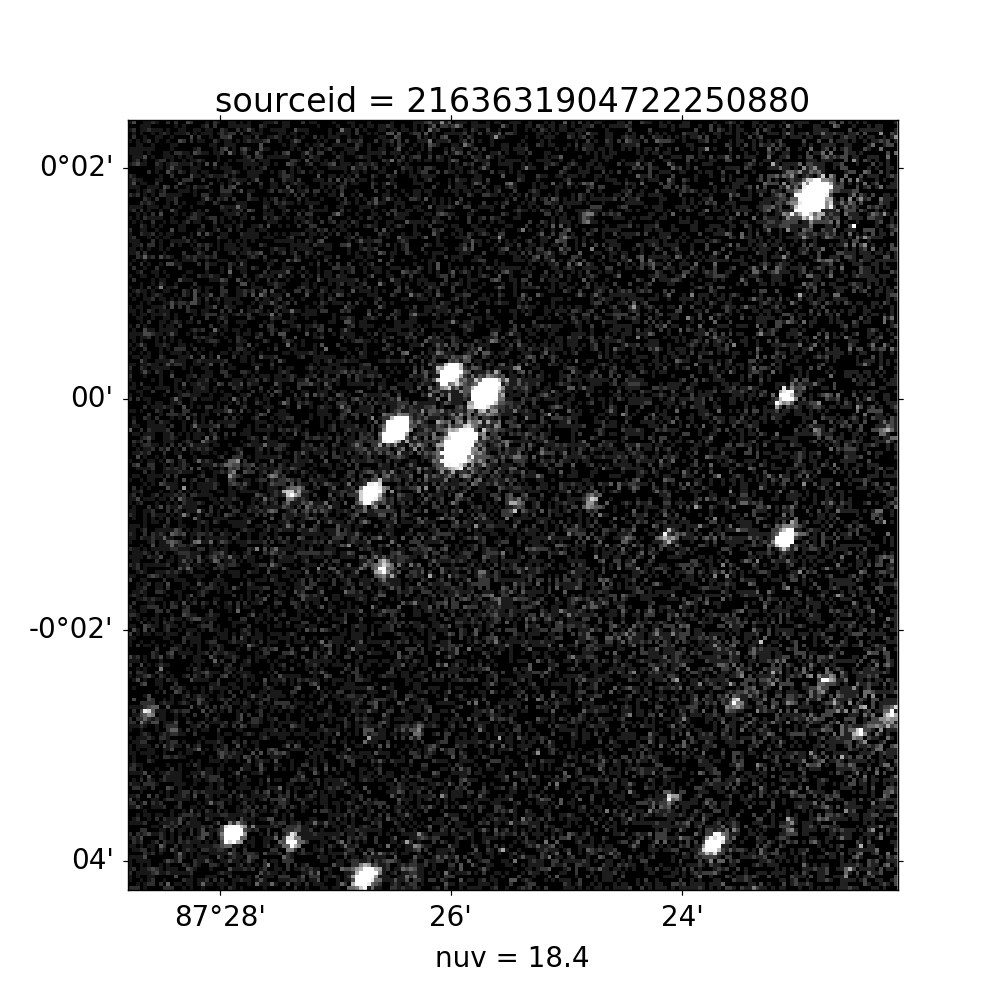 sourceid = 2163631904722250880
0°02'
00'
-0°02'
04'
87°28' 26' 24'
nuv = 18.4